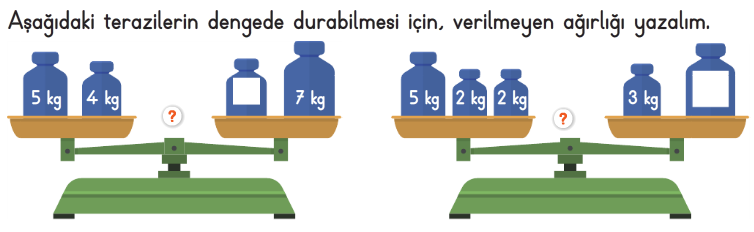 Aşağıdaki terazilerin dengede durabilmesi için, verilmeyen ağırlığı yazalım.
5 kg 4 kg ? 7 kg
5 kg 2 kg 2 kg ? 3 kg